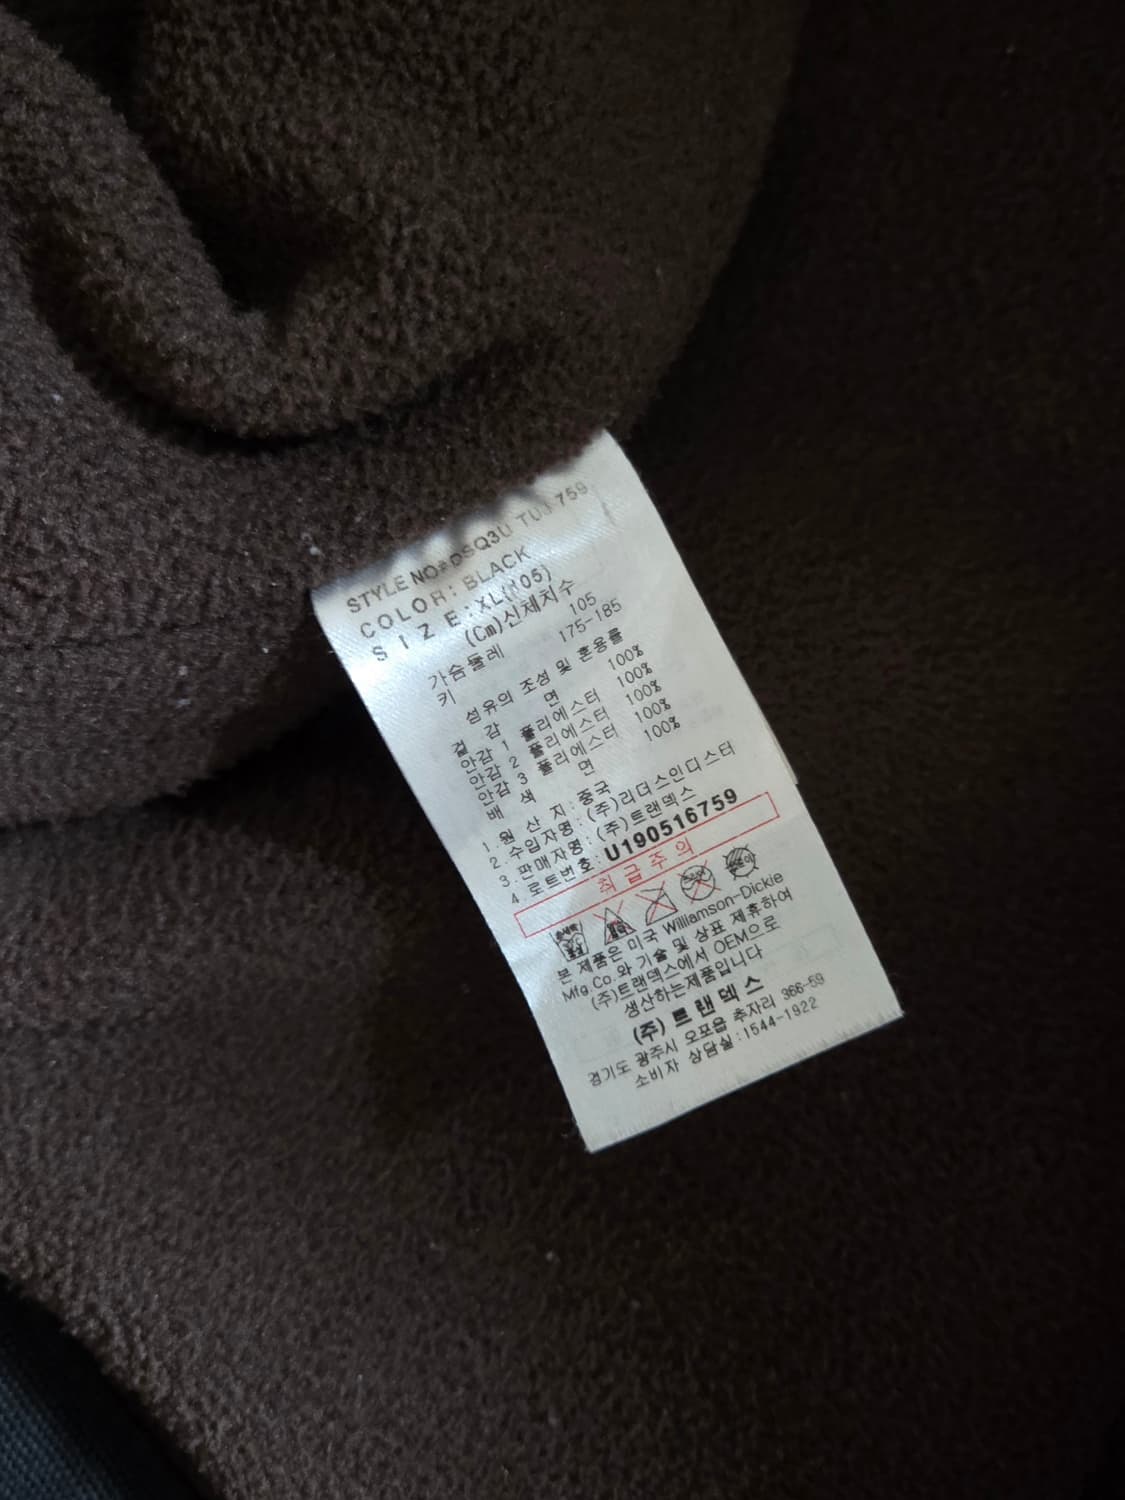 STYLE NO#DSQ3U TUJ 759
COLOR: BLACK
SIZE: XL(105)
(Cm)신체치수
가슴둘레 105
키 175-185
섬유의 조성 및 혼용률
겉 감 면 100%
안감 1 폴리에스터 100%
안감 2 폴리에스터 100%
안감 3 폴리에스터 100%
배 색 면 100%
1. 원 산 지: 중국
2. 수입자명: (주)리더스인디스터
3. 판매자명 (주)트랜덱스
4 로트번호: U190516759
취급주의
본 제품은 미국 Williamson-Dickie
Mfg.Co.와 기술 및 상표 제휴하여
(주)트랜덱스에서 OEM으로
생산하는제품입니다
(주) 트랜덱스
경기도 광주시 오포읍 추자리 366-59
소비자 상담실:1544-1922